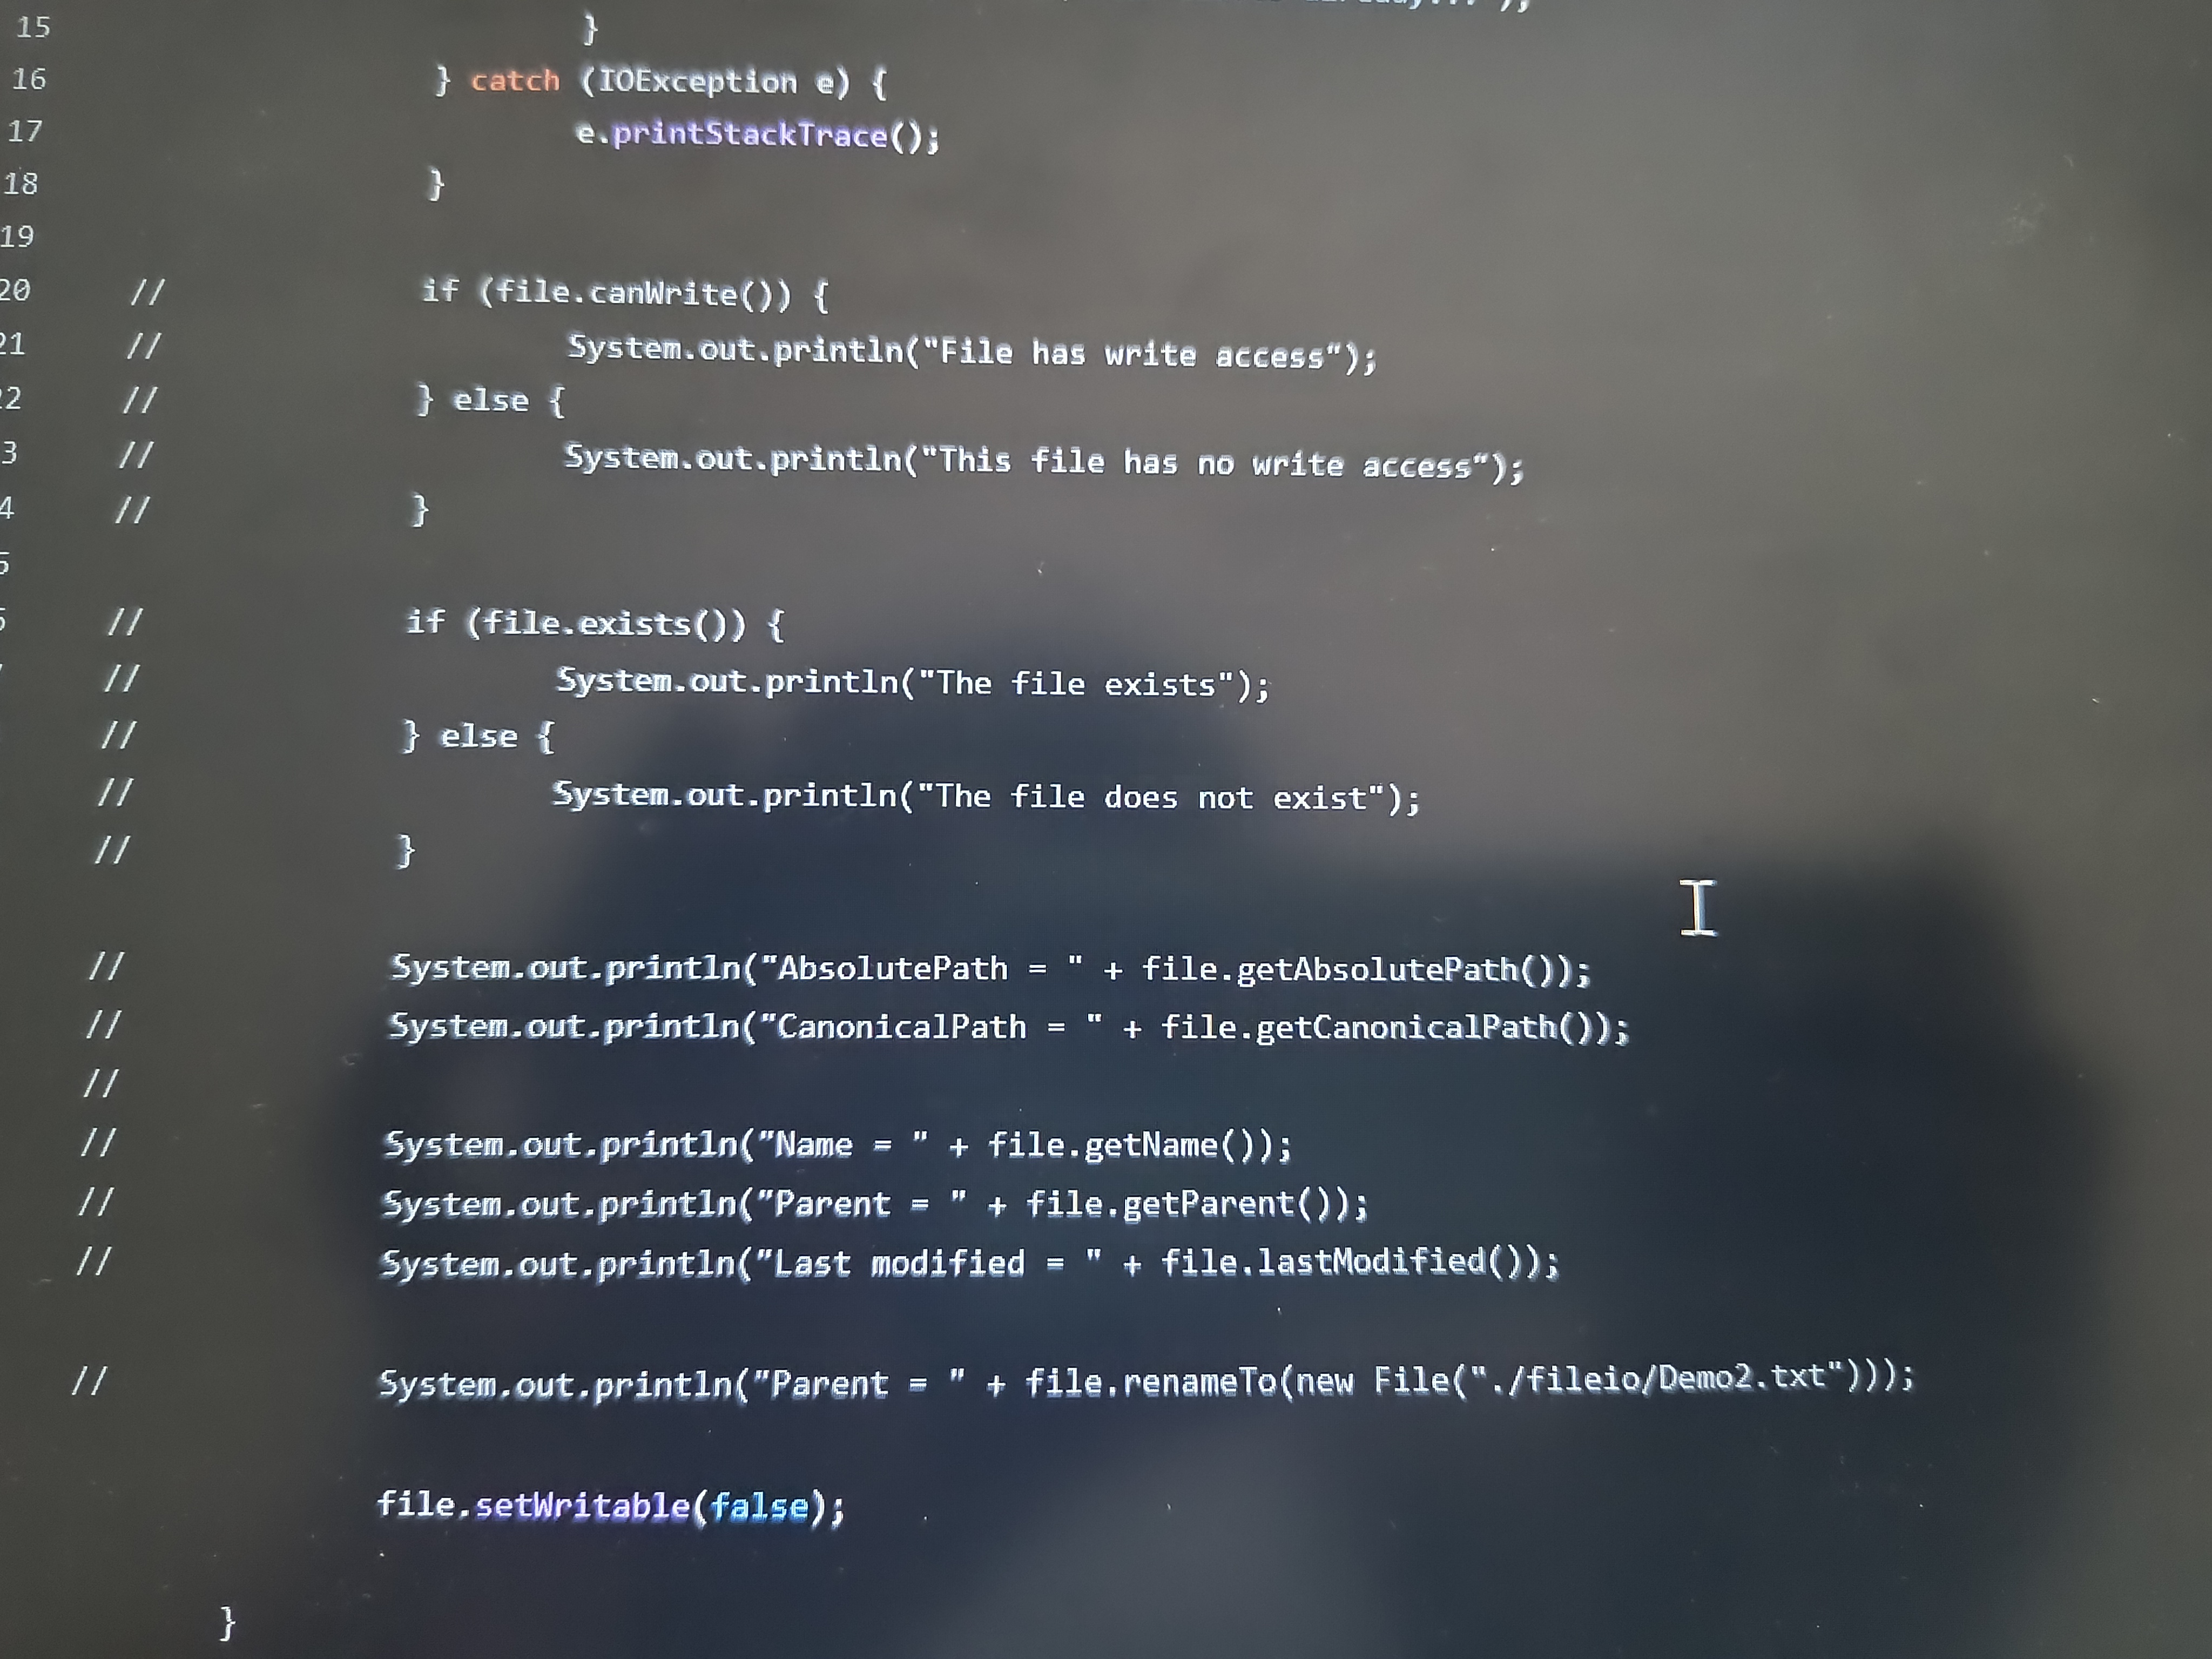 15 }
16 } catch (IOException e) {
17 e.printStackTrace();
18 }
19
20 // if (file.canWrite()) {
21 // System.out.println("File has write access");
22 // } else {
3 // System.out.println("This file has no write access");
4 // }
5
// if (file.exists()) {
// System.out.println("The file exists");
// } else {
// System.out.println("The file does not exist");
// }
// System.out.println("AbsolutePath = " + file.getAbsolutePath());
// System.out.println("CanonicalPath = " + file.getCanonicalPath());
//
// System.out.println("Name = " + file.getName());
// System.out.println("Parent = " + file.getParent());
// System.out.println("Last modified = " + file.lastModified());
// System.out.println("Parent = " + file.renameTo(new File("./fileio/Demo2.txt")));
file.setWritable(false);
}